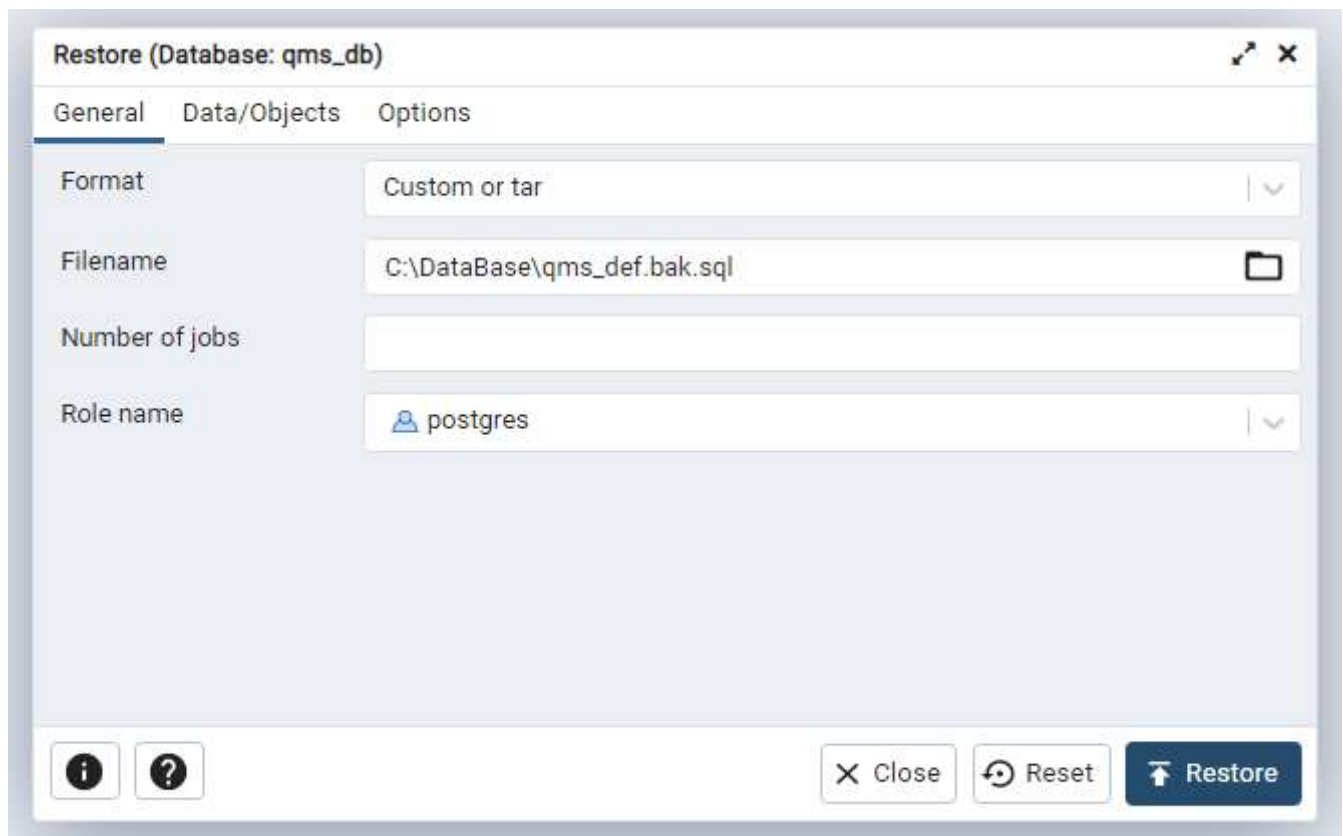 Restore (Database: qms_db)
General Data/Objects Options
Format Custom or tar
Filename C:\DataBase\qms_def.bak.sql
Number of jobs
Role name postgres
Close Reset Restore